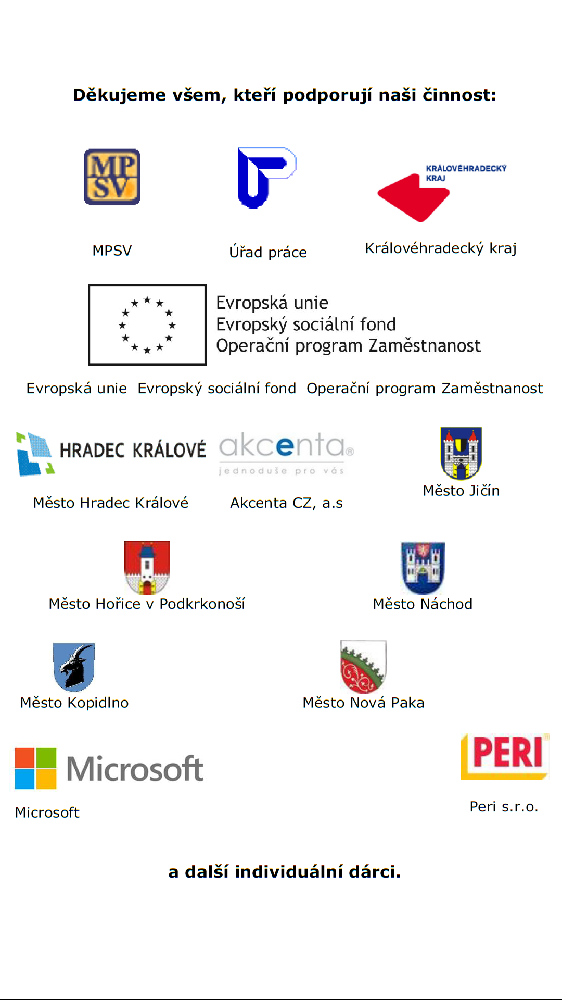 Děkujeme všem, kteří podporují naši činnost:
MP
SV
KRÁLOVÉHRADECKÝ
KRAJ
MPSV
Úřad práce
Královéhradecký kraj
Evropská unie
Evropský sociální fond
Operační program Zaměstnanost
Evropská unie Evropský sociální fond Operační program Zaměstnanost
HRADEC KRÁLOVÉ
akcenta®
jednoduše pro vás
Město Jičín
Město Hradec Králové
Akcenta CZ, a.s
Město Hořice v Podkrkonoší
Město Náchod
Město Kopidlno
Město Nová Paka
PERI®
Microsoft
Peri s.r.o.
Microsoft
a další individuální dárci.